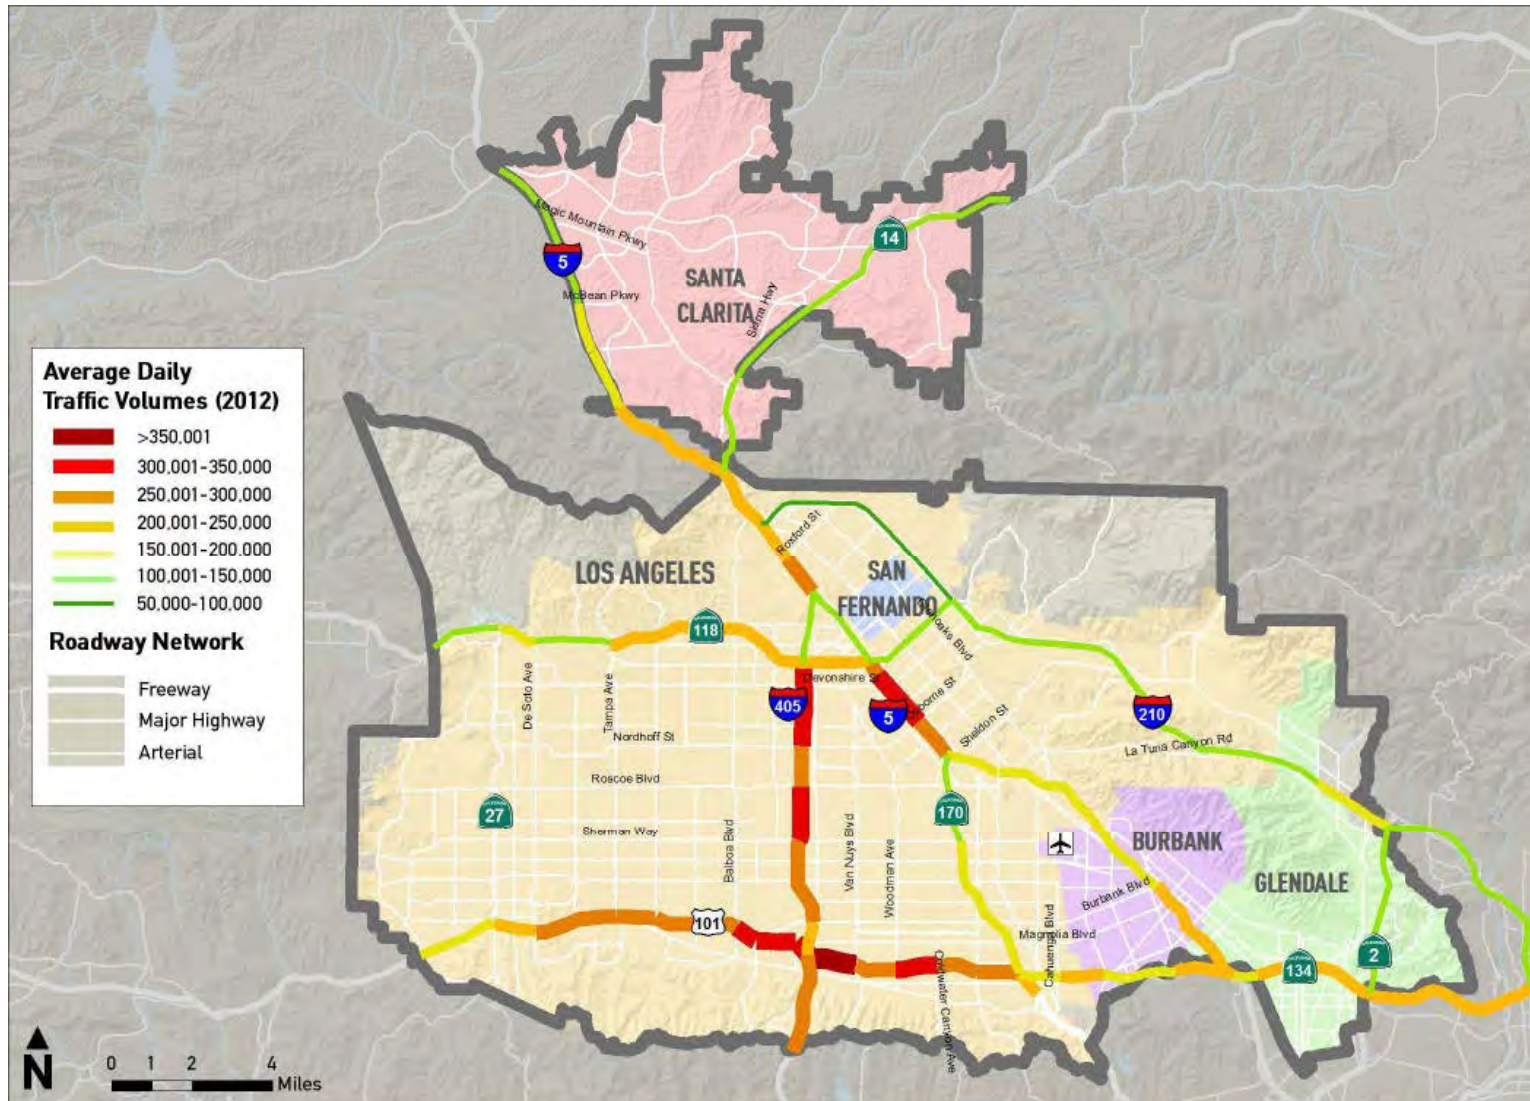 Magic Mountain Pkwy
14
5
SANTA
CLARITA
McBean Pkwy
Sierra Hwy
Average Daily
Traffic Volumes (2012)
>350,001
300,001-350,000
250,001-300,000
200,001-250,000
150,001-200,000
100,001-150,000
50,000-100,000
Roadway Network
Freeway
Major Highway
Arterial
Roxford St
LOS ANGELES
SAN
FERNANDO
118
Devonshire St
De Soto Ave
Tampa Ave
405
5
210
Nordhoff St
Sheldon St
La Tuna Canyon Rd
Roscoe Blvd
27
170
Sherman Way
Balboa Blvd
Van Nuys Blvd
Woodman Ave
BURBANK
GLENDALE
Burbank Blvd
101
Magnolia Blvd
Cahuenga Blvd
Coldwater Canyon Ave
134
2
N
0 1 2 4
Miles